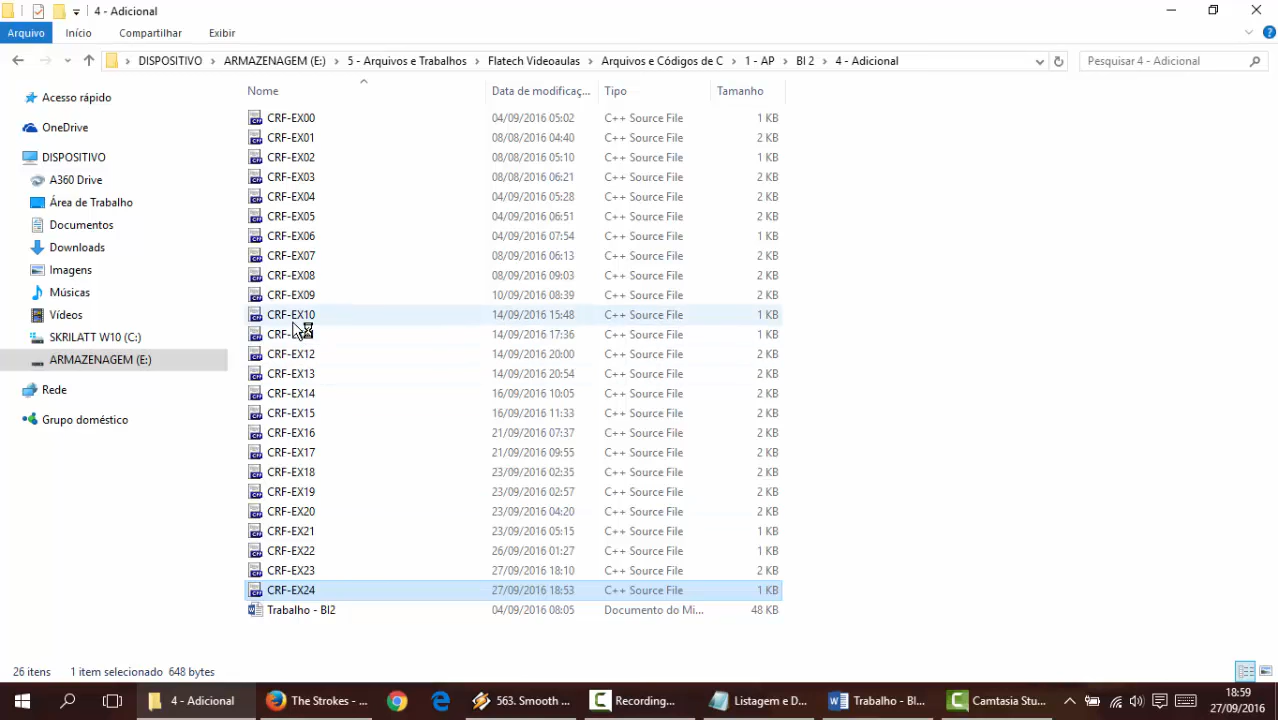 4 - Adicional
Arquivo Início Compartilhar Exibir
DISPOSITIVO ARMAZENAGEM (E:) 5 - Arquivos e Trabalhos Flatech Videoaulas Arquivos e Códigos de C 1 - AP BI 2 4 - Adicional Pesquisar 4 - Adicional
Nome Data de modificaç... Tipo Tamanho
Acesso rápido
OneDrive
DISPOSITIVO
A360 Drive
Área de Trabalho
Documentos
Downloads
Imagens
Músicas
Vídeos
SKRILATT W10 (C:)
ARMAZENAGEM (E:)
Rede
Grupo doméstico
CRF-EX00 04/09/2016 05:02 C++ Source File 1 KB
CRF-EX01 08/08/2016 04:40 C++ Source File 2 KB
CRF-EX02 08/08/2016 05:10 C++ Source File 1 KB
CRF-EX03 08/08/2016 06:21 C++ Source File 2 KB
CRF-EX04 04/09/2016 05:28 C++ Source File 2 KB
CRF-EX05 04/09/2016 06:51 C++ Source File 2 KB
CRF-EX06 04/09/2016 07:54 C++ Source File 2 KB
CRF-EX07 08/09/2016 06:13 C++ Source File 2 KB
CRF-EX08 08/09/2016 09:03 C++ Source File 2 KB
CRF-EX09 10/09/2016 08:39 C++ Source File 2 KB
CRF-EX10 14/09/2016 15:48 C++ Source File 1 KB
CRF- 14/09/2016 17:36 C++ Source File 1 KB
CRF-EX12 14/09/2016 20:00 C++ Source File 2 KB
CRF-EX13 14/09/2016 20:54 C++ Source File 2 KB
CRF-EX14 16/09/2016 10:05 C++ Source File 2 KB
CRF-EX15 16/09/2016 11:33 C++ Source File 2 KB
CRF-EX16 21/09/2016 07:37 C++ Source File 2 KB
CRF-EX17 21/09/2016 09:55 C++ Source File 2 KB
CRF-EX18 23/09/2016 02:35 C++ Source File 2 KB
CRF-EX19 23/09/2016 02:57 C++ Source File 2 KB
CRF-EX20 23/09/2016 04:20 C++ Source File 2 KB
CRF-EX21 23/09/2016 05:15 C++ Source File 1 KB
CRF-EX22 26/09/2016 01:27 C++ Source File 1 KB
CRF-EX23 27/09/2016 18:10 C++ Source File 2 KB
CRF-EX24 27/09/2016 18:53 C++ Source File 1 KB
Trabalho - BI2 04/09/2016 08:05 Documento do Mi... 48 KB
26 itens 1 item selecionado 648 bytes
4 - Adicional The Strokes - ... 563. Smooth ... Recording... Listagem e D... Trabalho - BI... Camtasia Stu... 18:59
27/09/2016